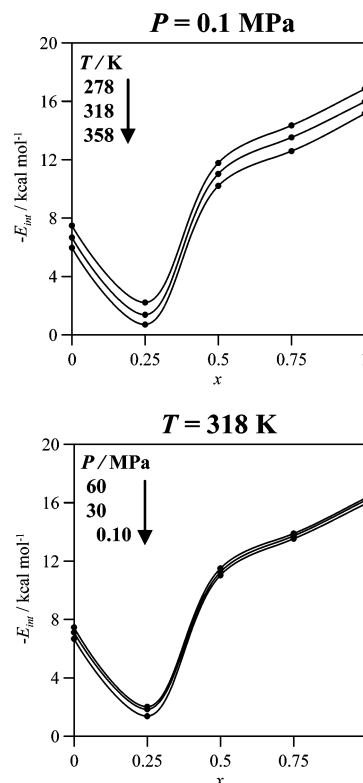 P = 0.1 MPa
20
T / K
278
16
318
358
12
-E_int / kcal mol⁻¹
8
4
0
0 0.25 0.5 0.75
x
T = 318 K
20
P / MPa
60
30
16
0.10
12
-E_int / kcal mol⁻¹
8
4
0
0 0.25 0.5 0.75
x